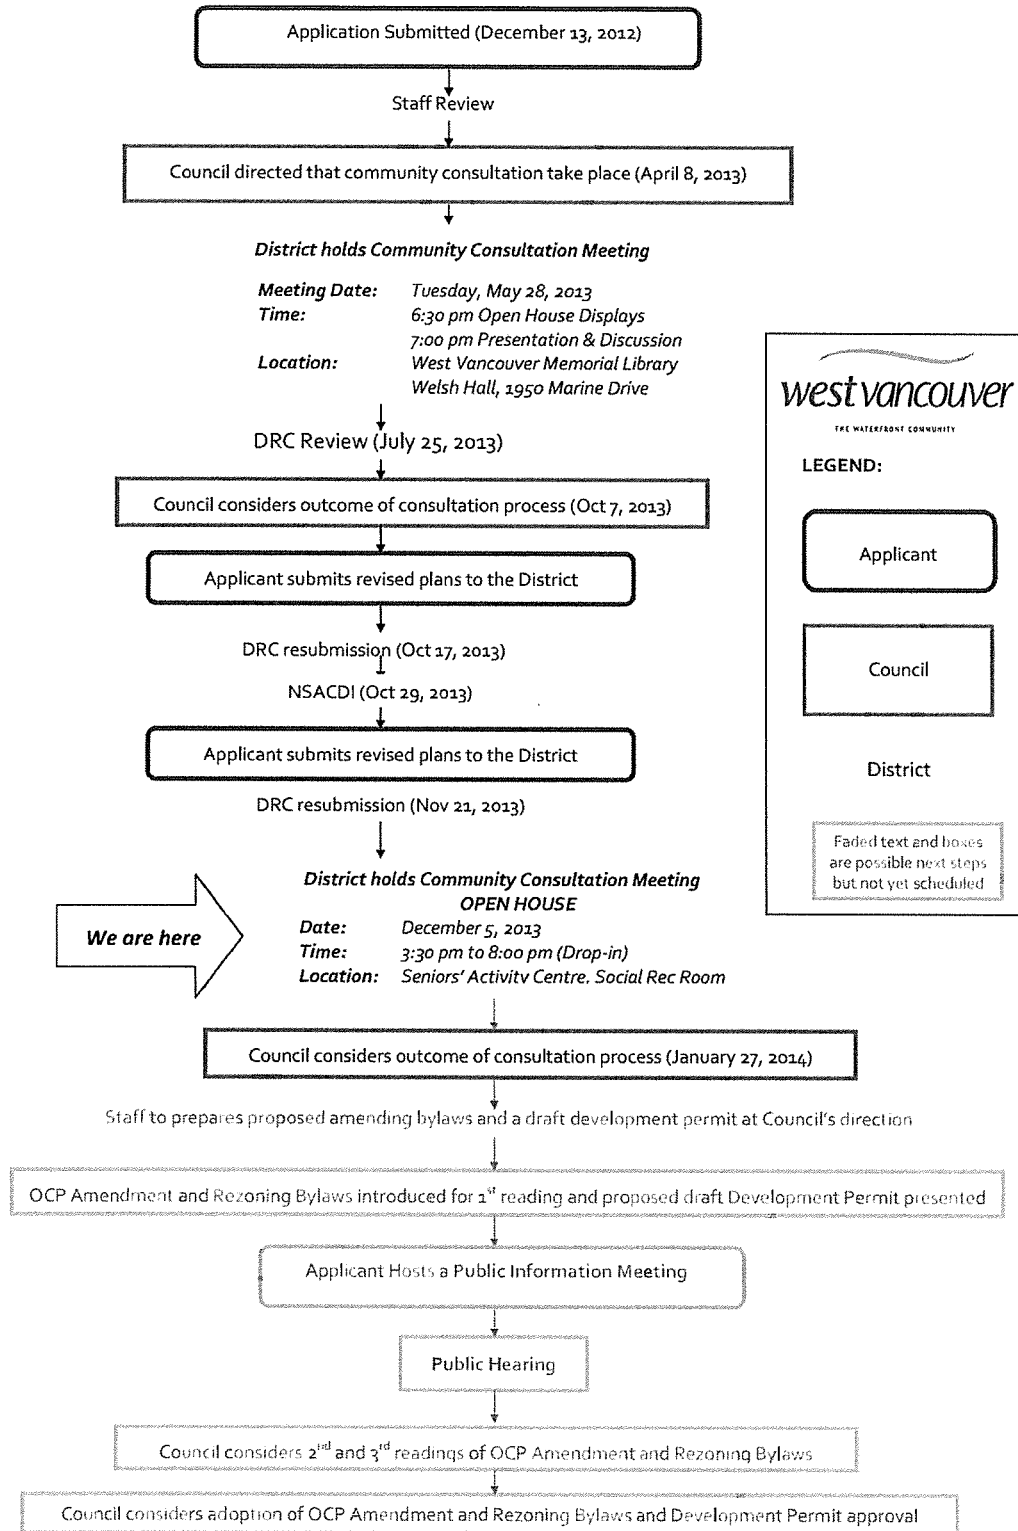 Application Submitted (December 13, 2012)
Staff Review
Council directed that community consultation take place (April 8, 2013)
District holds Community Consultation Meeting
Meeting Date: Tuesday, May 28, 2013
Time: 6:30 pm Open House Displays
7:00 pm Presentation & Discussion
Location: West Vancouver Memorial Library
Welsh Hall, 1950 Marine Drive
DRC Review (July 25, 2013)
Council considers outcome of consultation process (Oct 7, 2013)
Applicant submits revised plans to the District
DRC resubmission (Oct 17, 2013)
NSACDI (Oct 29, 2013)
Applicant submits revised plans to the District
DRC resubmission (Nov 21, 2013)
We are here
District holds Community Consultation Meeting
OPEN HOUSE
Date: December 5, 2013
Time: 3:30 pm to 8:00 pm (Drop-in)
Location: Seniors' Activity Centre, Social Rec Room
Council considers outcome of consultation process (January 27, 2014)
Staff to prepares proposed amending bylaws and a draft development permit at Council's direction
OCP Amendment and Rezoning Bylaws introduced for 1st reading and proposed draft Development Permit presented
Applicant Hosts a Public Information Meeting
Public Hearing
Council considers 2nd and 3rd readings of OCP Amendment and Rezoning Bylaws
Council considers adoption of OCP Amendment and Rezoning Bylaws and Development Permit approval
west vancouver
THE WATERFRONT COMMUNITY
LEGEND:
Applicant
Council
District
Faded text and boxes
are possible next steps
but not yet scheduled